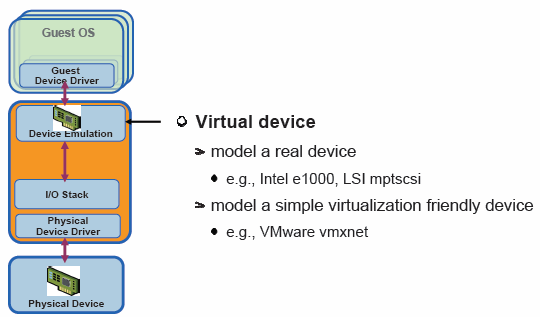 Guest OS
Guest
Device Driver
Device Emulation
I/O Stack
Physical
Device Driver
Physical Device
Virtual device
model a real device
e.g., Intel e1000, LSI mptscsi
model a simple virtualization friendly device
e.g., VMware vmxnet